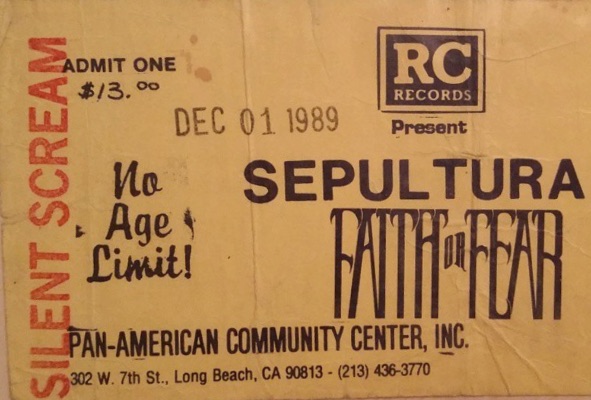 SILENT SCREAM
ADMIT ONE
$13.00
DEC 01 1989
RC
RECORDS
Present
No
Age
Limit!
SEPULTURA
FAITH OR FEAR
PAN-AMERICAN COMMUNITY CENTER, INC.
302 W. 7th St., Long Beach, CA 90813 - (213) 436-3770